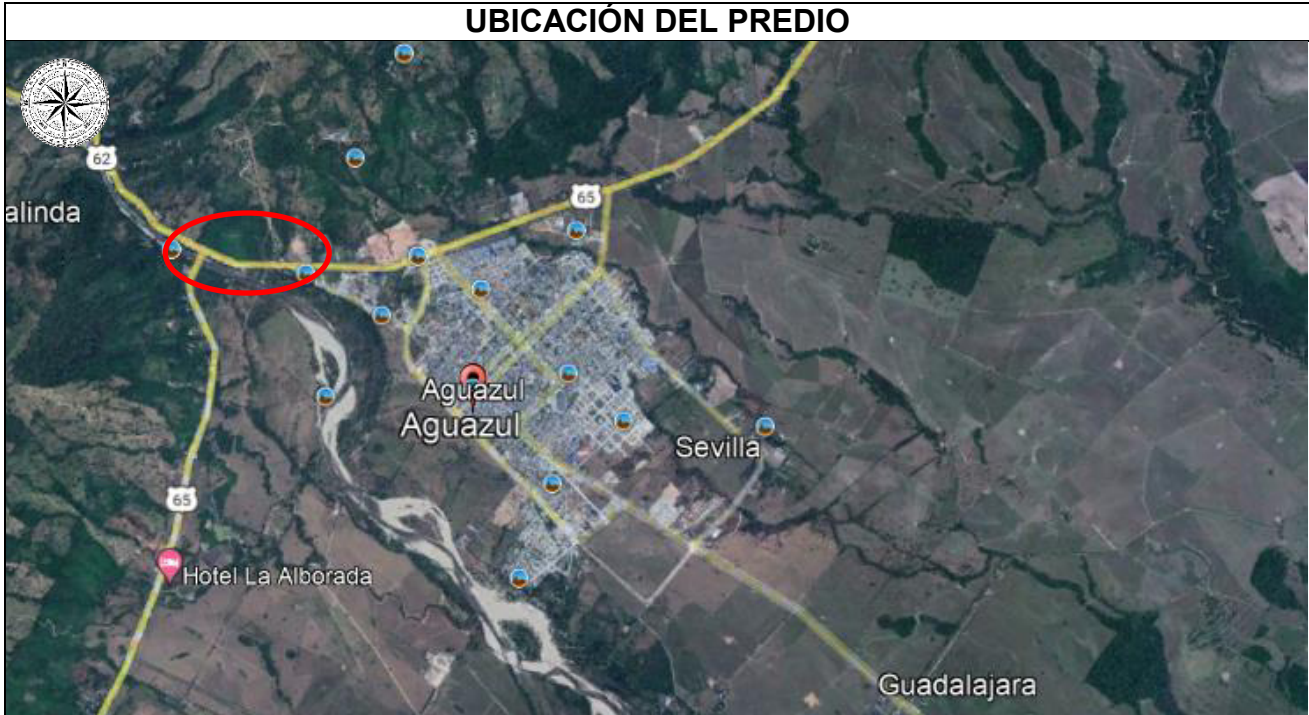 UBICACIÓN DEL PREDIO
62
alinda
65
Aguazul
Aguazul
Sevilla
65
Hotel La Alborada
Guadalajara